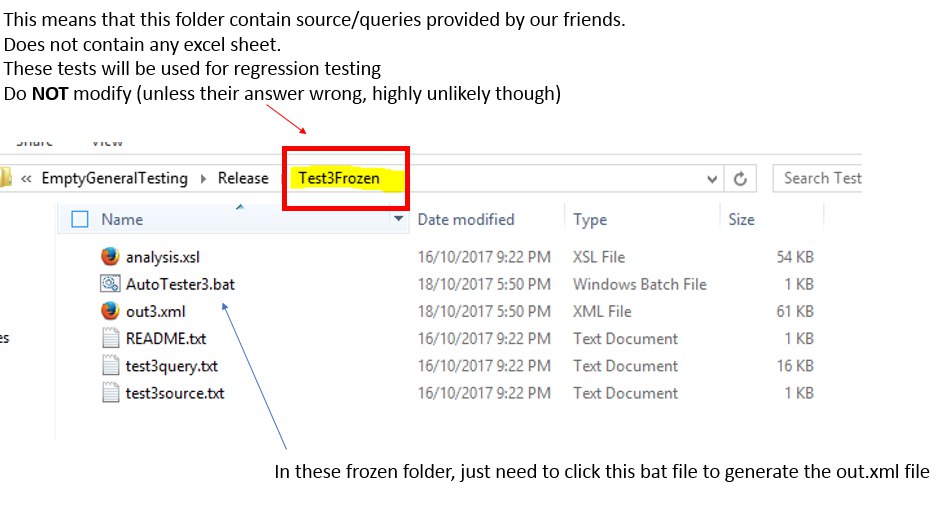 This means that this folder contain source/queries provided by our friends.
Does not contain any excel sheet.
These tests will be used for regression testing
Do NOT modify (unless their answer wrong, highly unlikely though)
« EmptyGeneralTesting Release Test3Frozen Search Test
Name Date modified Type Size
analysis.xsl 16/10/2017 9:22 PM XSL File 54 KB
AutoTester3.bat 18/10/2017 5:50 PM Windows Batch File 1 KB
out3.xml 18/10/2017 5:50 PM XML File 61 KB
README.txt 16/10/2017 9:22 PM Text Document 1 KB
test3query.txt 16/10/2017 9:22 PM Text Document 16 KB
test3source.txt 16/10/2017 9:22 PM Text Document 1 KB
In these frozen folder, just need to click this bat file to generate the out.xml file